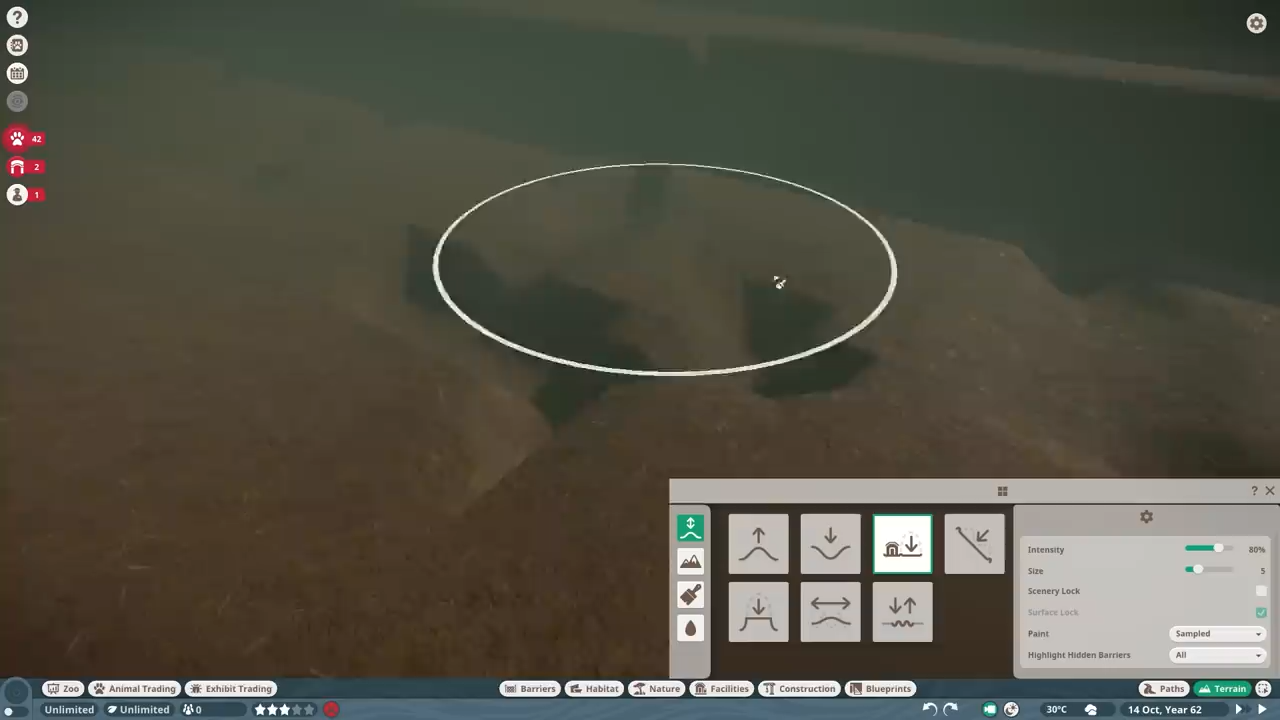 ?
42
2
1
?
Intensity 80%
Size 5
Scenery Lock
Surface Lock
Paint Sampled
Highlight Hidden Barriers All
Zoo Animal Trading Exhibit Trading Barriers Habitat Nature Facilities Construction Blueprints Paths Terrain
Unlimited Unlimited 0 30°C 14 Oct, Year 62